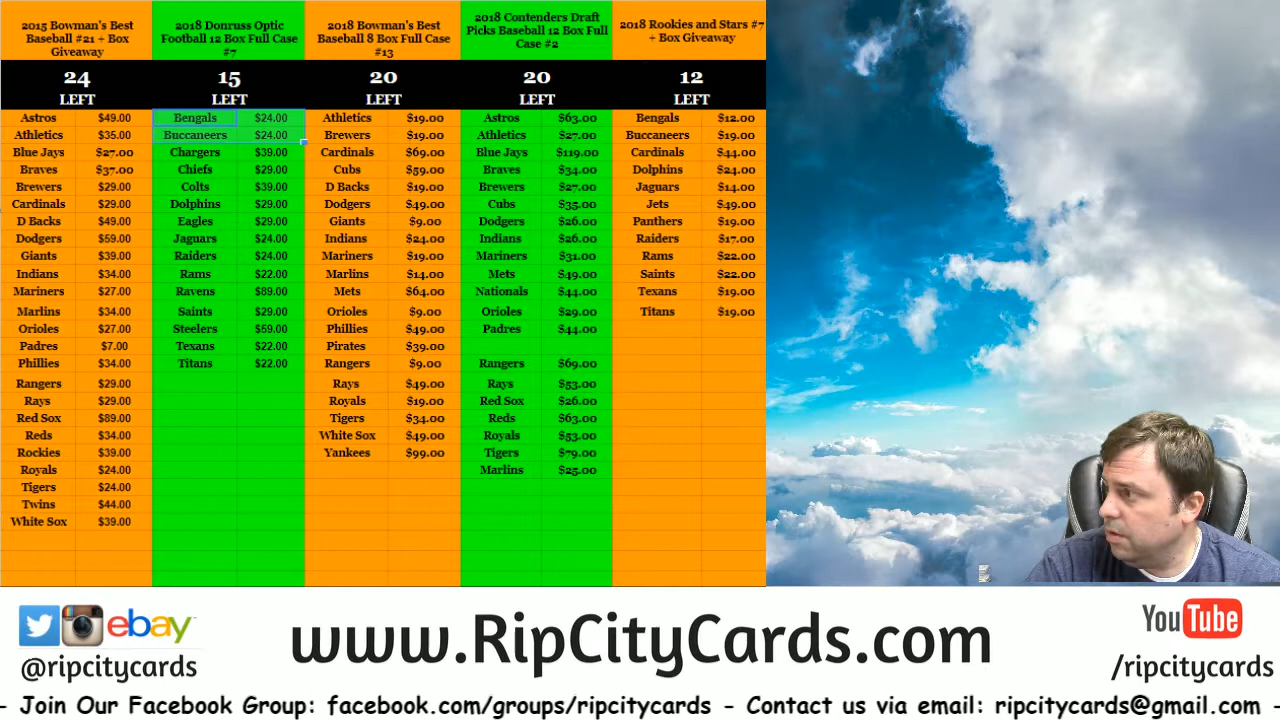 2015 Bowman's Best
Baseball #21 + Box
Giveaway
24
LEFT
Astros $49.00
Athletics $35.00
Blue Jays $27.00
Braves $37.00
Brewers $29.00
Cardinals $29.00
D Backs $49.00
Dodgers $59.00
Giants $39.00
Indians $34.00
Mariners $27.00
Marlins $34.00
Orioles $27.00
Padres $7.00
Phillies $34.00
Rangers $29.00
Rays $29.00
Red Sox $89.00
Reds $34.00
Rockies $39.00
Royals $24.00
Tigers $24.00
Twins $44.00
White Sox $39.00
2018 Donruss Optic
Football 12 Box Full Case
#7
15
LEFT
Bengals $24.00
Buccaneers $24.00
Chargers $39.00
Chiefs $29.00
Colts $39.00
Dolphins $29.00
Eagles $29.00
Jaguars $24.00
Raiders $24.00
Rams $22.00
Ravens $89.00
Saints $29.00
Steelers $59.00
Texans $22.00
Titans $22.00
2018 Bowman's Best
Baseball 8 Box Full Case
#13
20
LEFT
Athletics $19.00
Brewers $19.00
Cardinals $69.00
Cubs $59.00
D Backs $19.00
Dodgers $49.00
Giants $9.00
Indians $24.00
Mariners $19.00
Marlins $14.00
Mets $64.00
Orioles $9.00
Phillies $49.00
Pirates $39.00
Rangers $9.00
Rays $49.00
Royals $19.00
Tigers $34.00
White Sox $49.00
Yankees $99.00
2018 Contenders Draft
Picks Baseball 12 Box Full
Case #2
20
LEFT
Astros $63.00
Athletics $27.00
Blue Jays $119.00
Braves $34.00
Brewers $27.00
Cubs $35.00
Dodgers $26.00
Indians $26.00
Mariners $31.00
Mets $49.00
Nationals $44.00
Orioles $29.00
Padres $44.00
Rangers $69.00
Rays $53.00
Red Sox $26.00
Reds $63.00
Royals $53.00
Tigers $79.00
Marlins $25.00
2018 Rookies and Stars #7
+ Box Giveaway
12
LEFT
Bengals $12.00
Buccaneers $19.00
Cardinals $44.00
Dolphins $24.00
Jaguars $14.00
Jets $49.00
Panthers $19.00
Raiders $17.00
Rams $22.00
Saints $22.00
Texans $19.00
Titans $19.00
ebay
@ripcitycards
www.RipCityCards.com
YouTube
/ripcitycards
- Join Our Facebook Group: facebook.com/groups/ripcitycards - Contact us via email: ripcitycards@gmail.com -